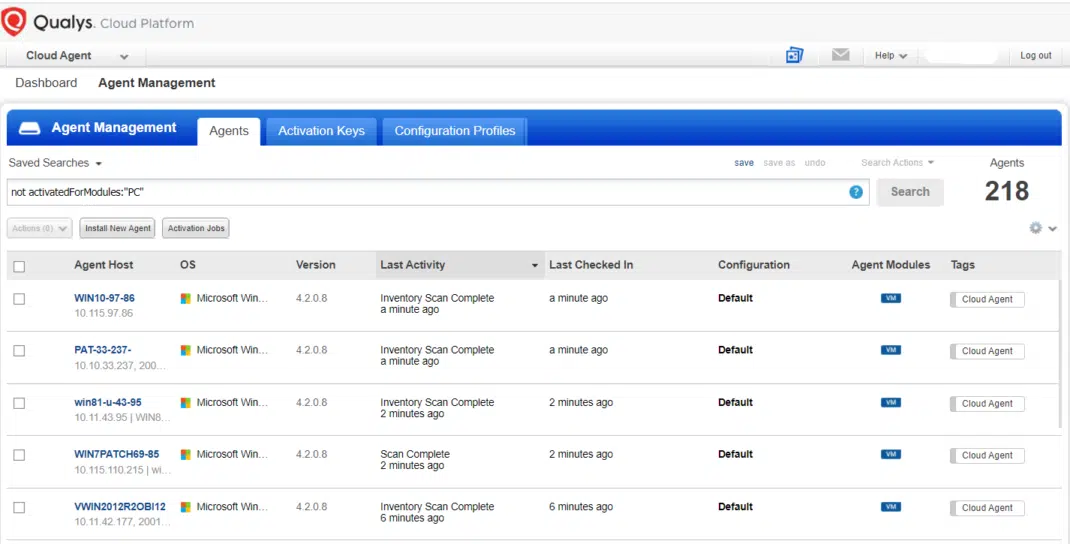 Qualys. Cloud Platform
Cloud Agent
Help
Log out
Dashboard Agent Management
Agent Management Agents Activation Keys Configuration Profiles
Saved Searches save save as undo Search Actions Agents
not activatedForModules:"PC" ? Search 218
Actions (0) Install New Agent Activation Jobs
Agent Host OS Version Last Activity Last Checked In Configuration Agent Modules Tags
WIN10-97-86 Microsoft Win... 4.2.0.8 Inventory Scan Complete a minute ago Default VM Cloud Agent
10.115.97.86 a minute ago
PAT-33-237- Microsoft Win... 4.2.0.8 Inventory Scan Complete a minute ago Default VM Cloud Agent
10.10.33.237, 200... a minute ago
win81-u-43-95 Microsoft Win... 4.2.0.8 Inventory Scan Complete 2 minutes ago Default VM Cloud Agent
10.11.43.95 | WIN8... 2 minutes ago
WIN7PATCH69-85 Microsoft Win... 4.2.0.8 Scan Complete 2 minutes ago Default VM Cloud Agent
10.115.110.215 | wi... 2 minutes ago
VWIN2012R2OBI12 Microsoft Win... 4.2.0.8 Inventory Scan Complete 6 minutes ago Default VM Cloud Agent
10.11.42.177, 2001... 6 minutes ago